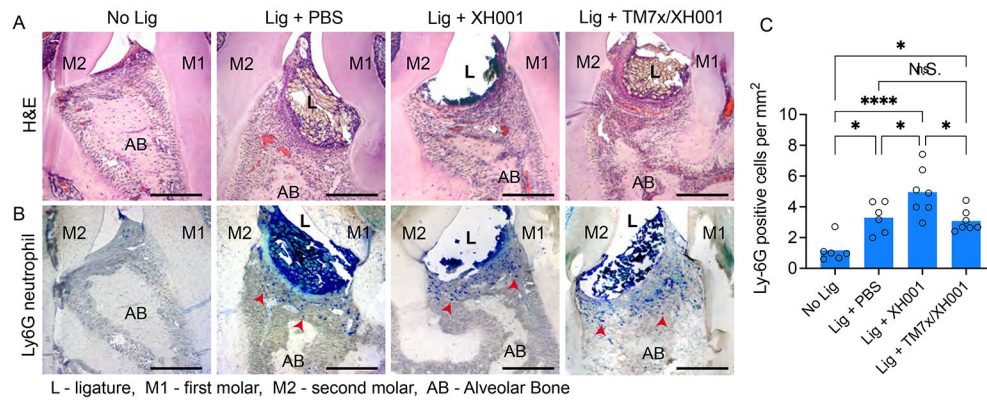 No Lig Lig + PBS Lig + XH001 Lig + TM7x/XH001
A
H&E
M2 M1 AB
M2 M1 L AB
M2 M1 L AB
M2 M1 L AB
B
Ly6G neutrophil
M2 M1 AB
M2 M1 L AB
M2 M1 L AB
M2 M1 L AB
L - ligature, M1 - first molar, M2 - second molar, AB - Alveolar Bone
C
Ly-6G positive cells per mm2
10
8
6
4
2
0
*
N.S.
****
* * *
No Lig
Lig + PBS
Lig + XH001
Lig + TM7x/XH001